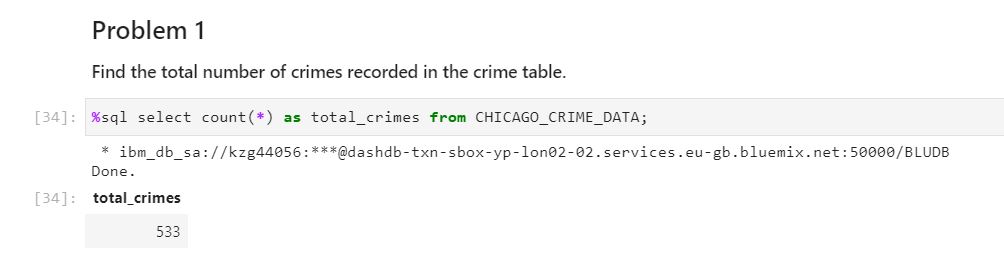 Problem 1
Find the total number of crimes recorded in the crime table.
[34]: %sql select count(*) as total_crimes from CHICAGO_CRIME_DATA;
* ibm_db_sa://kzg44056:***@dashdb-txn-sbox-yp-lon02-02.services.eu-gb.bluemix.net:50000/BLUDB
Done.
[34]: total_crimes
533